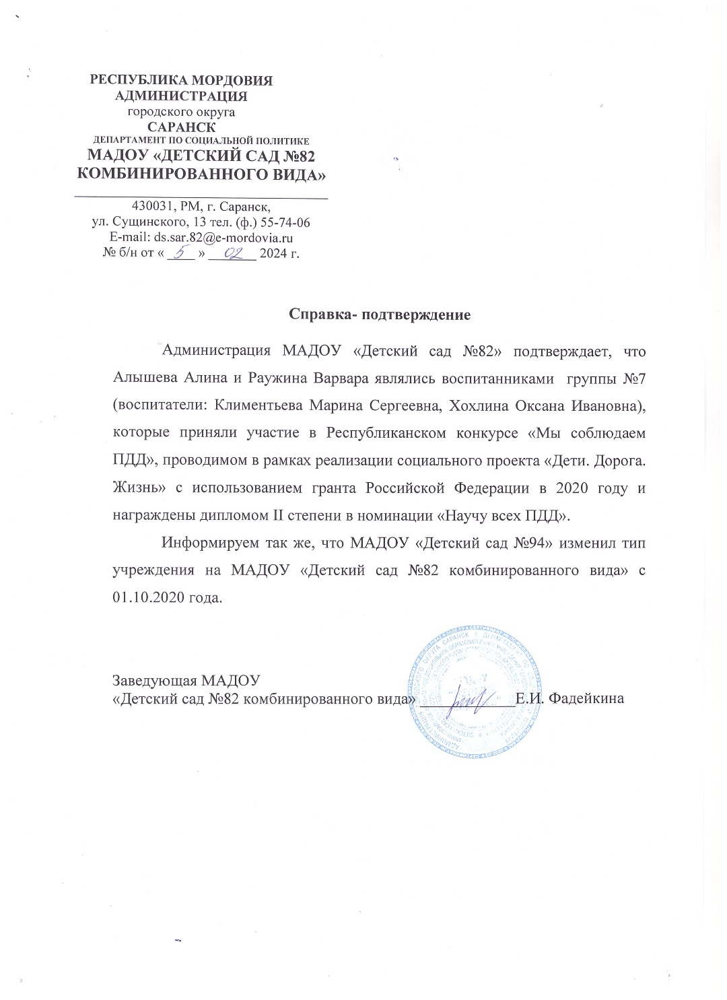 РЕСПУБЛИКА МОРДОВИЯ
АДМИНИСТРАЦИЯ
городского округа
САРАНСК
ДЕПАРТАМЕНТ ПО СОЦИАЛЬНОЙ ПОЛИТИКЕ
МАДОУ «ДЕТСКИЙ САД №82
КОМБИНИРОВАННОГО ВИДА»
430031, РМ, г. Саранск,
ул. Сущинского, 13 тел. (ф.) 55-74-06
E-mail: ds.sar.82@e-mordovia.ru
№ б/н от « 5 » 02 2024 г.
Справка- подтверждение
Администрация МАДОУ «Детский сад №82» подтверждает, что
Алышева Алина и Раужина Варвара являлись воспитанниками группы №7
(воспитатели: Климентьева Марина Сергеевна, Хохлина Оксана Ивановна),
которые приняли участие в Республиканском конкурсе «Мы соблюдаем
ПДД», проводимом в рамках реализации социального проекта «Дети. Дорога.
Жизнь» с использованием гранта Российской Федерации в 2020 году и
награждены дипломом II степени в номинации «Научу всех ПДД».
Информируем так же, что МАДОУ «Детский сад №94» изменил тип
учреждения на МАДОУ «Детский сад №82 комбинированного вида» с
01.10.2020 года.
Заведующая МАДОУ
«Детский сад №82 комбинированного вида» ____________Е.И. Фадейкина